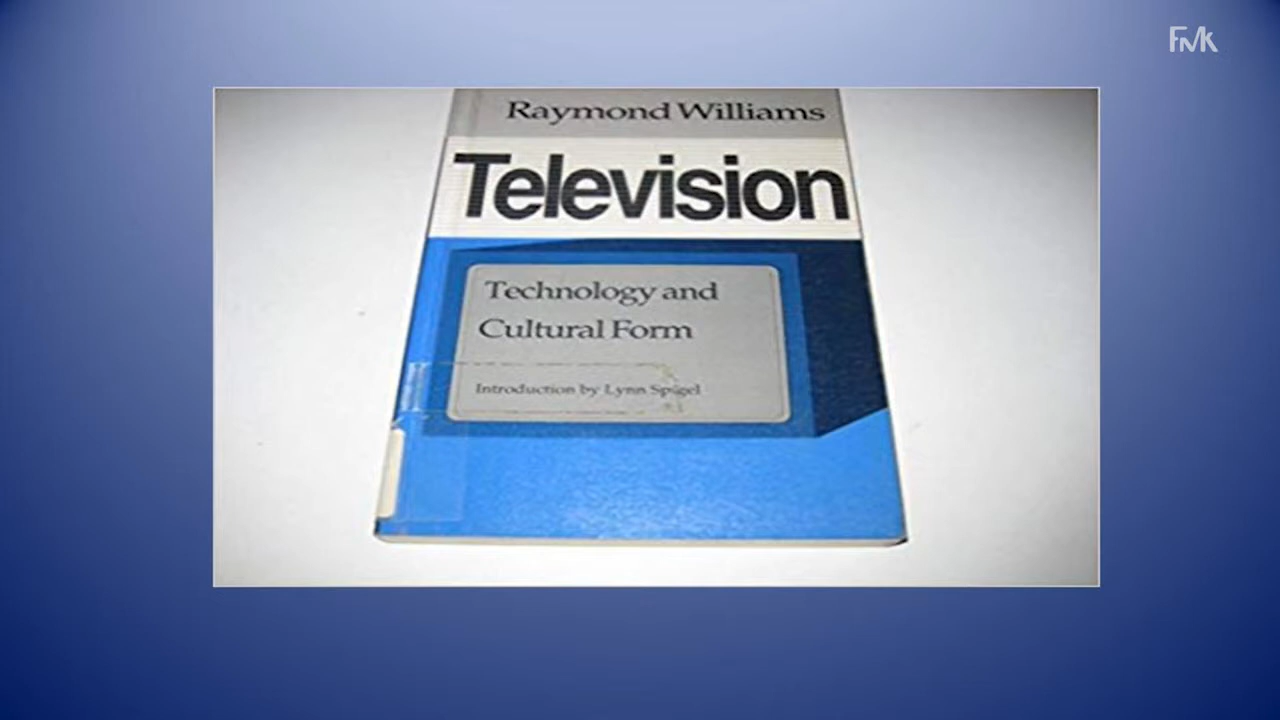 FMK
Raymond Williams
Television
Technology and
Cultural Form
Introduction by Lynn Spigel